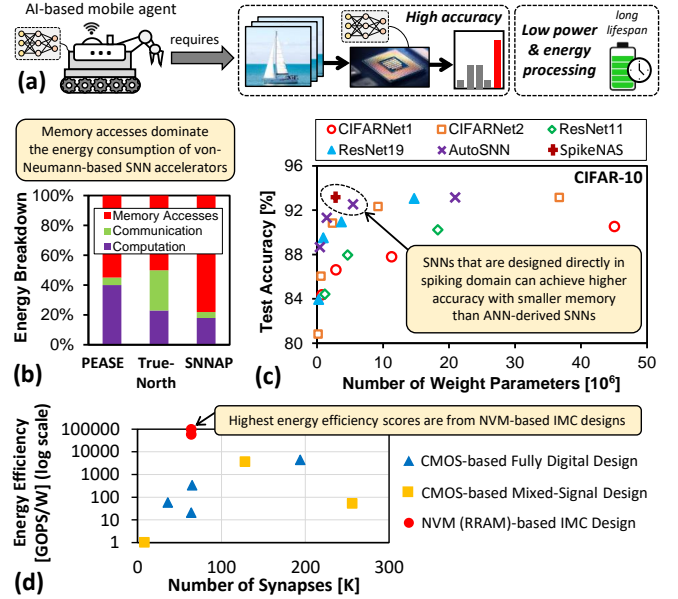 AI-based mobile agent
requires
High accuracy
Low power
& energy
processing
long
lifespan
(a)
Memory accesses dominate
the energy consumption of von-
Neumann-based SNN accelerators
Energy Breakdown
100%
80%
60%
40%
20%
0%
Memory Accesses
Communication
Computation
PEASE
True-
North
SNNAP
(b)
CIFARNet1
CIFARNet2
ResNet11
ResNet19
AutoSNN
SpikeNAS
CIFAR-10
Test Accuracy [%]
96
92
88
84
80
SNNs that are designed directly in
spiking domain can achieve higher
accuracy with smaller memory
than ANN-derived SNNs
0
10
20
30
40
50
Number of Weight Parameters [10⁶]
(c)
Highest energy efficiency scores are from NVM-based IMC designs
Energy Efficiency
[GOPS/W] (log scale)
100000
10000
1000
100
10
1
0
100
200
300
Number of Synapses [K]
CMOS-based Fully Digital Design
CMOS-based Mixed-Signal Design
NVM (RRAM)-based IMC Design
(d)